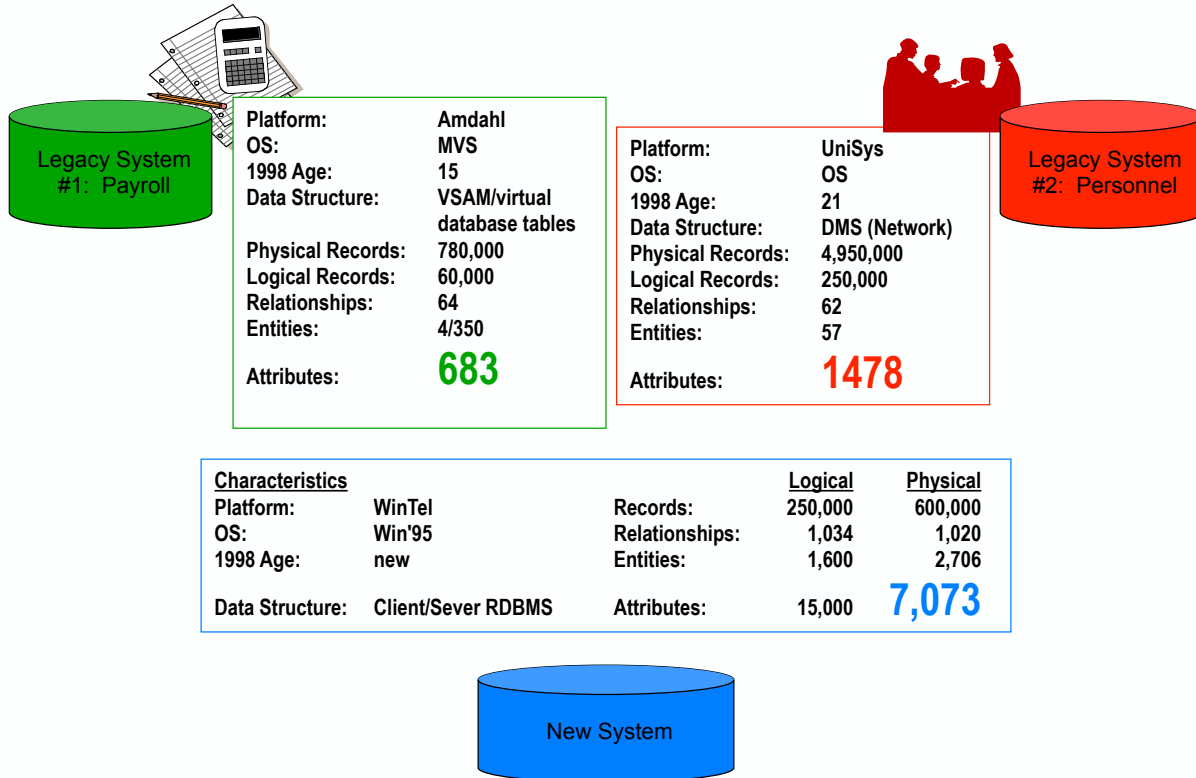 Legacy System
#1: Payroll
Platform: Amdahl
OS: MVS
1998 Age: 15
Data Structure: VSAM/virtual
database tables
Physical Records: 780,000
Logical Records: 60,000
Relationships: 64
Entities: 4/350
Attributes: 683
Platform: UniSys
OS: OS
1998 Age: 21
Data Structure: DMS (Network)
Physical Records: 4,950,000
Logical Records: 250,000
Relationships: 62
Entities: 57
Attributes: 1478
Legacy System
#2: Personnel
Characteristics Logical Physical
Platform: WinTel Records: 250,000 600,000
OS: Win'95 Relationships: 1,034 1,020
1998 Age: new Entities: 1,600 2,706
Data Structure: Client/Sever RDBMS Attributes: 15,000 7,073
New System